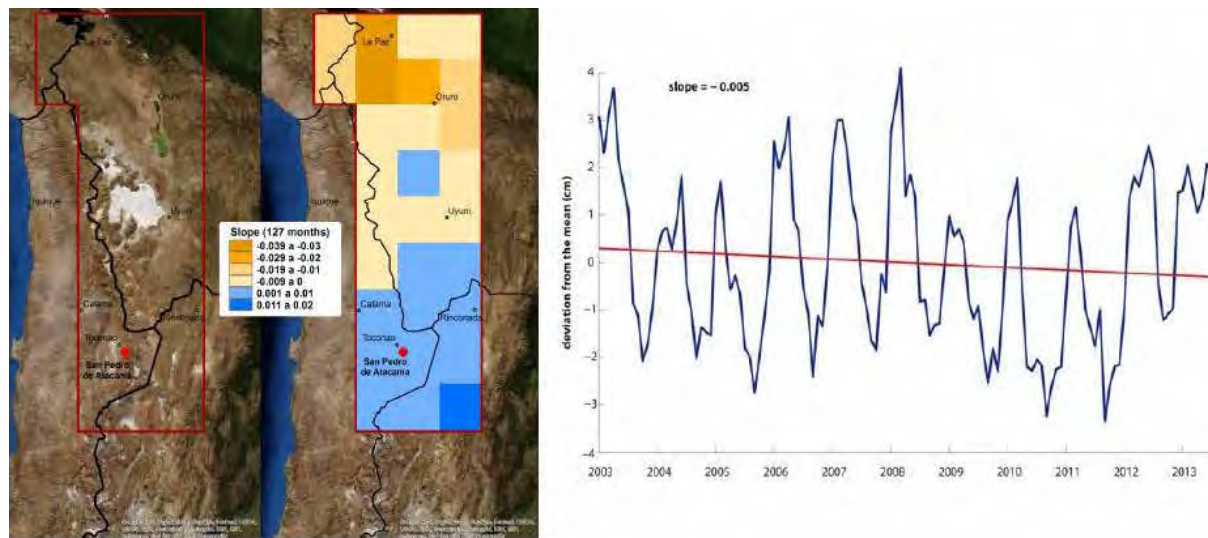 La Paz
Oruro
Iquique
Uyuni
Calama
Toconao
San Pedro
de Atacama
La Paz
Oruro
Iquique
Uyuni
Slope (127 months)
-0.039 a -0.03
-0.029 a -0.02
-0.019 a -0.01
-0.009 a 0
0.001 a 0.01
0.011 a 0.02
Calama
Rinconada
Toconao
San Pedro
de Atacama
slope = – 0.005
deviation from the mean (cm)
4
3
2
1
0
–1
–2
–3
–4
2003
2004
2005
2006
2007
2008
2009
2010
2011
2012
2013